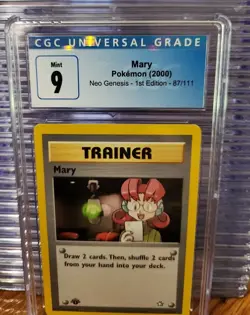 CGC UNIVERSAL GRADE
Mint
9
Mary
Pokémon (2000)
Neo Genesis - 1st Edition - 87/111
TRAINER
Mary
Draw 2 cards. Then, shuffle 2 cards
from your hand into your deck.